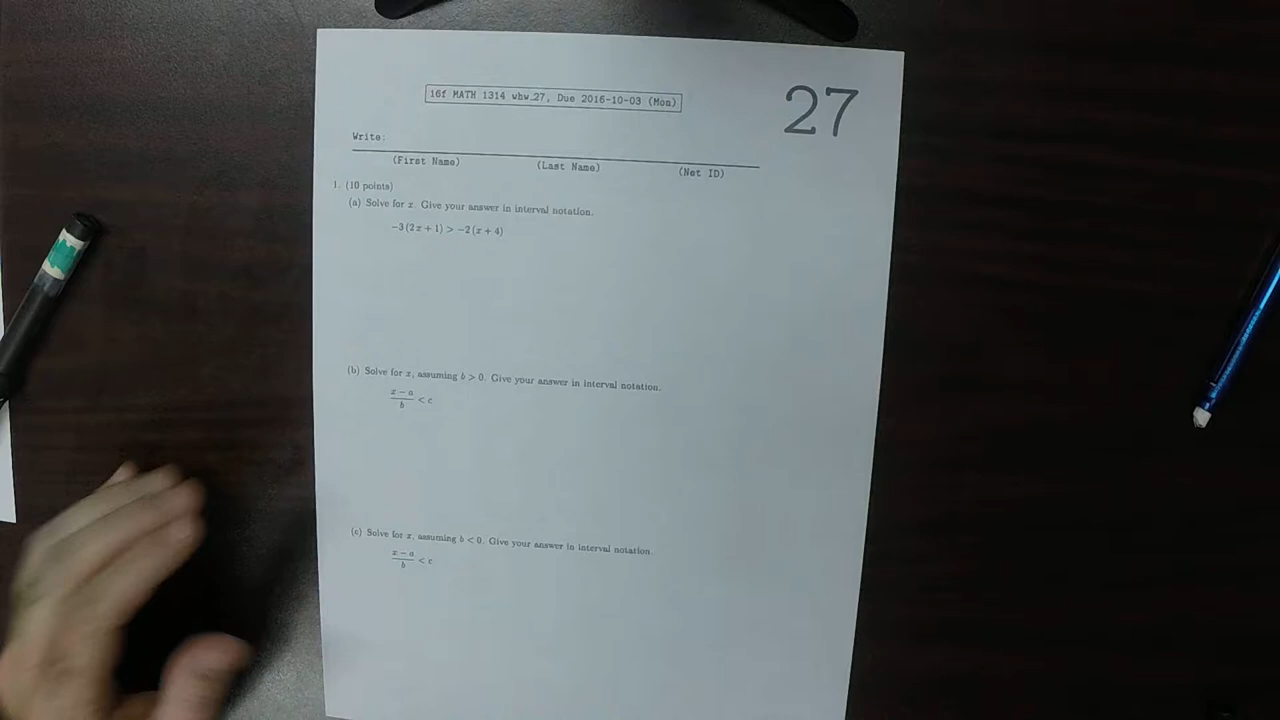 16f MATH 1314 whw_27, Due 2016-10-03 (Mon)
27
Write:
(First Name) (Last Name) (Net ID)
1. (10 points)
(a) Solve for x. Give your answer in interval notation.
−3(2x + 1) > −2(x + 4)
(b) Solve for x, assuming b > 0. Give your answer in interval notation.
x − a
b < c
(c) Solve for x, assuming b < 0. Give your answer in interval notation.
x − a
b < c